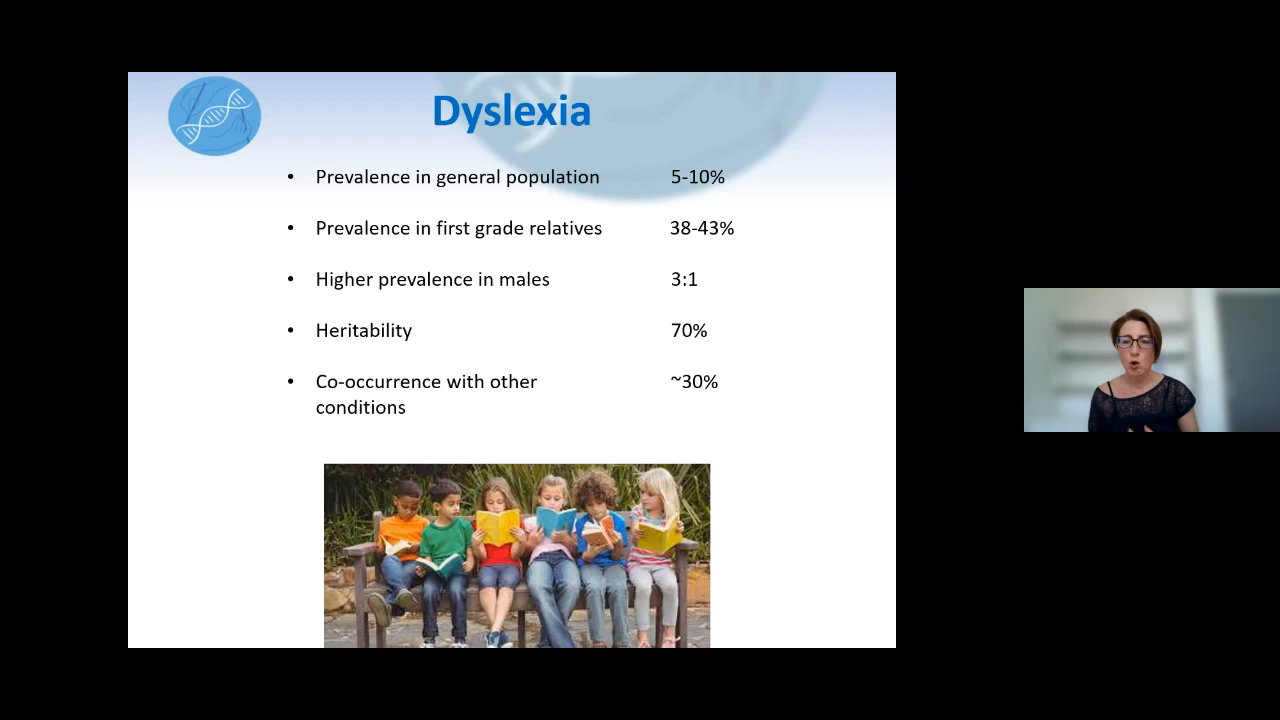 Dyslexia
• Prevalence in general population 5-10%
• Prevalence in first grade relatives 38-43%
• Higher prevalence in males 3:1
• Heritability 70%
• Co-occurrence with other ~30%
conditions